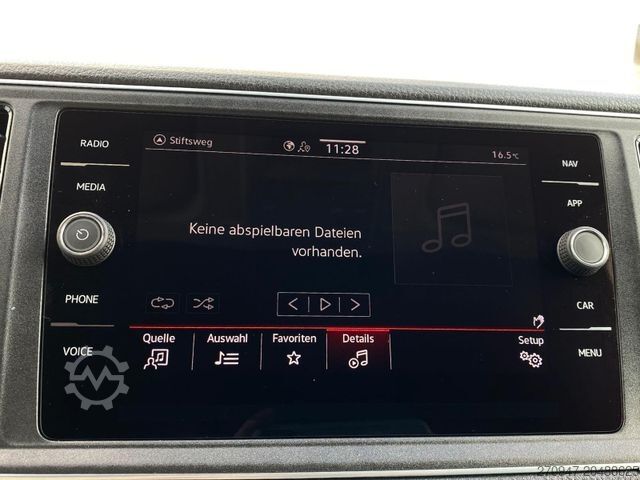 RADIO
MEDIA
PHONE
VOICE
Stiftsweg
11:28
16.5°C
Keine abspielbaren Dateien
vorhanden.
Quelle
Auswahl
Favoriten
Details
Setup
NAV
APP
CAR
MENU